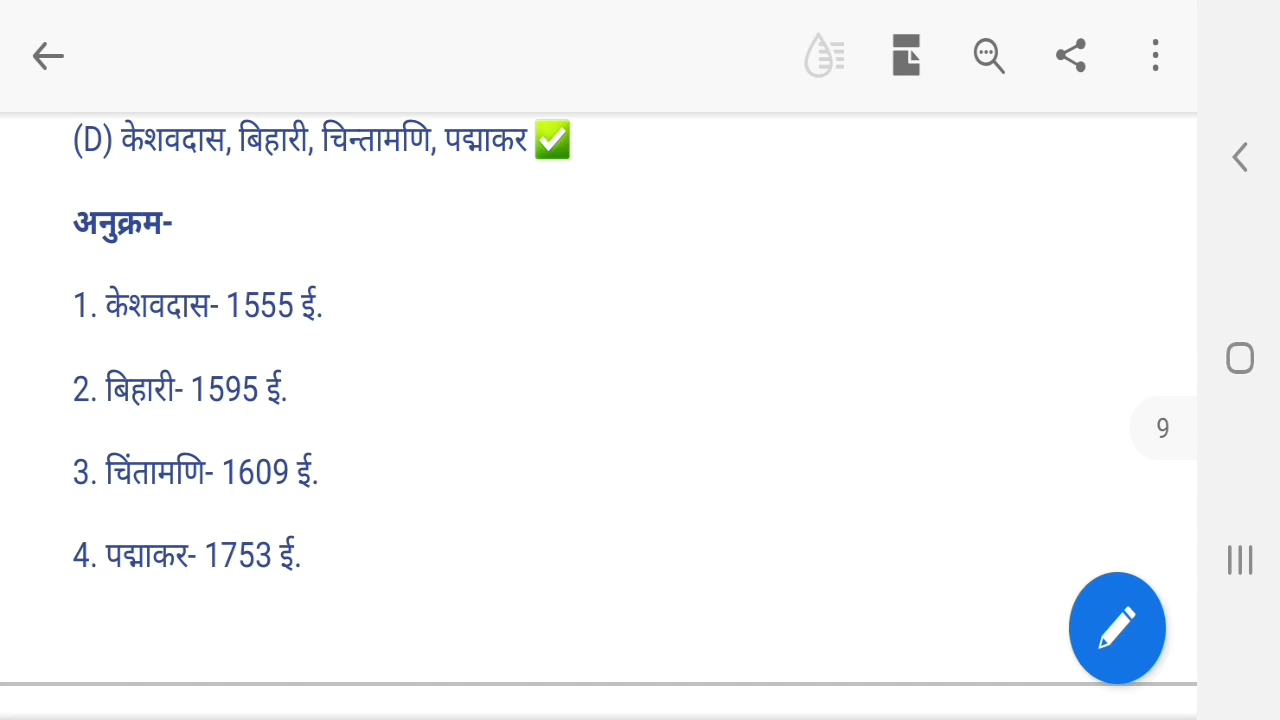 (D) केशवदास, बिहारी, चिन्तामणि, पद्माकर ✅
अनुक्रम-
1. केशवदास- 1555 ई.
2. बिहारी- 1595 ई.
3. चिंतामणि- 1609 ई.
9
4. पद्माकर- 1753 ई.